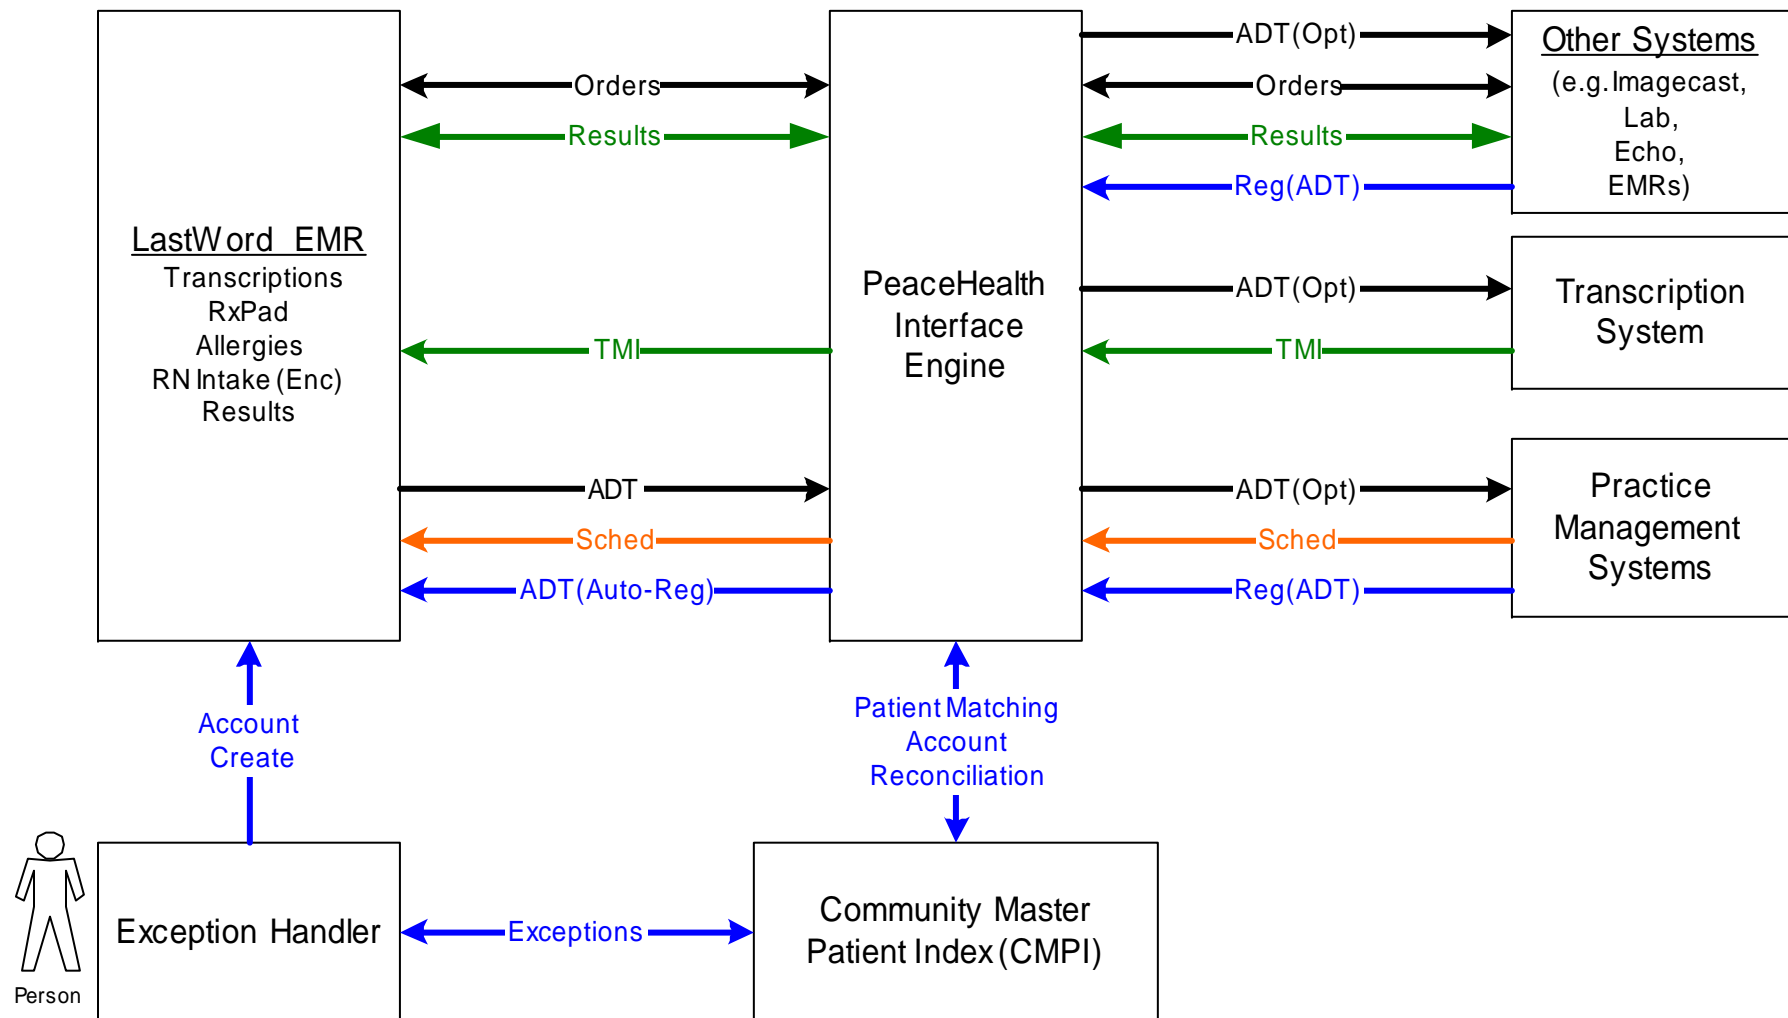 LastWord EMR
Transcriptions
RxPad
Allergies
RN Intake (Enc)
Results
Orders
Results
TMI
ADT
Sched
ADT(Auto-Reg)
PeaceHealth
Interface
Engine
ADT(Opt)
Orders
Results
Reg(ADT)
ADT(Opt)
TMI
ADT(Opt)
Sched
Reg(ADT)
Other Systems
(e.g. Imagecast,
Lab,
Echo,
EMRs)
Transcription
System
Practice
Management
Systems
Account
Create
Patient Matching
Account
Reconciliation
Person
Exception Handler
Exceptions
Community Master
Patient Index (CMPI)